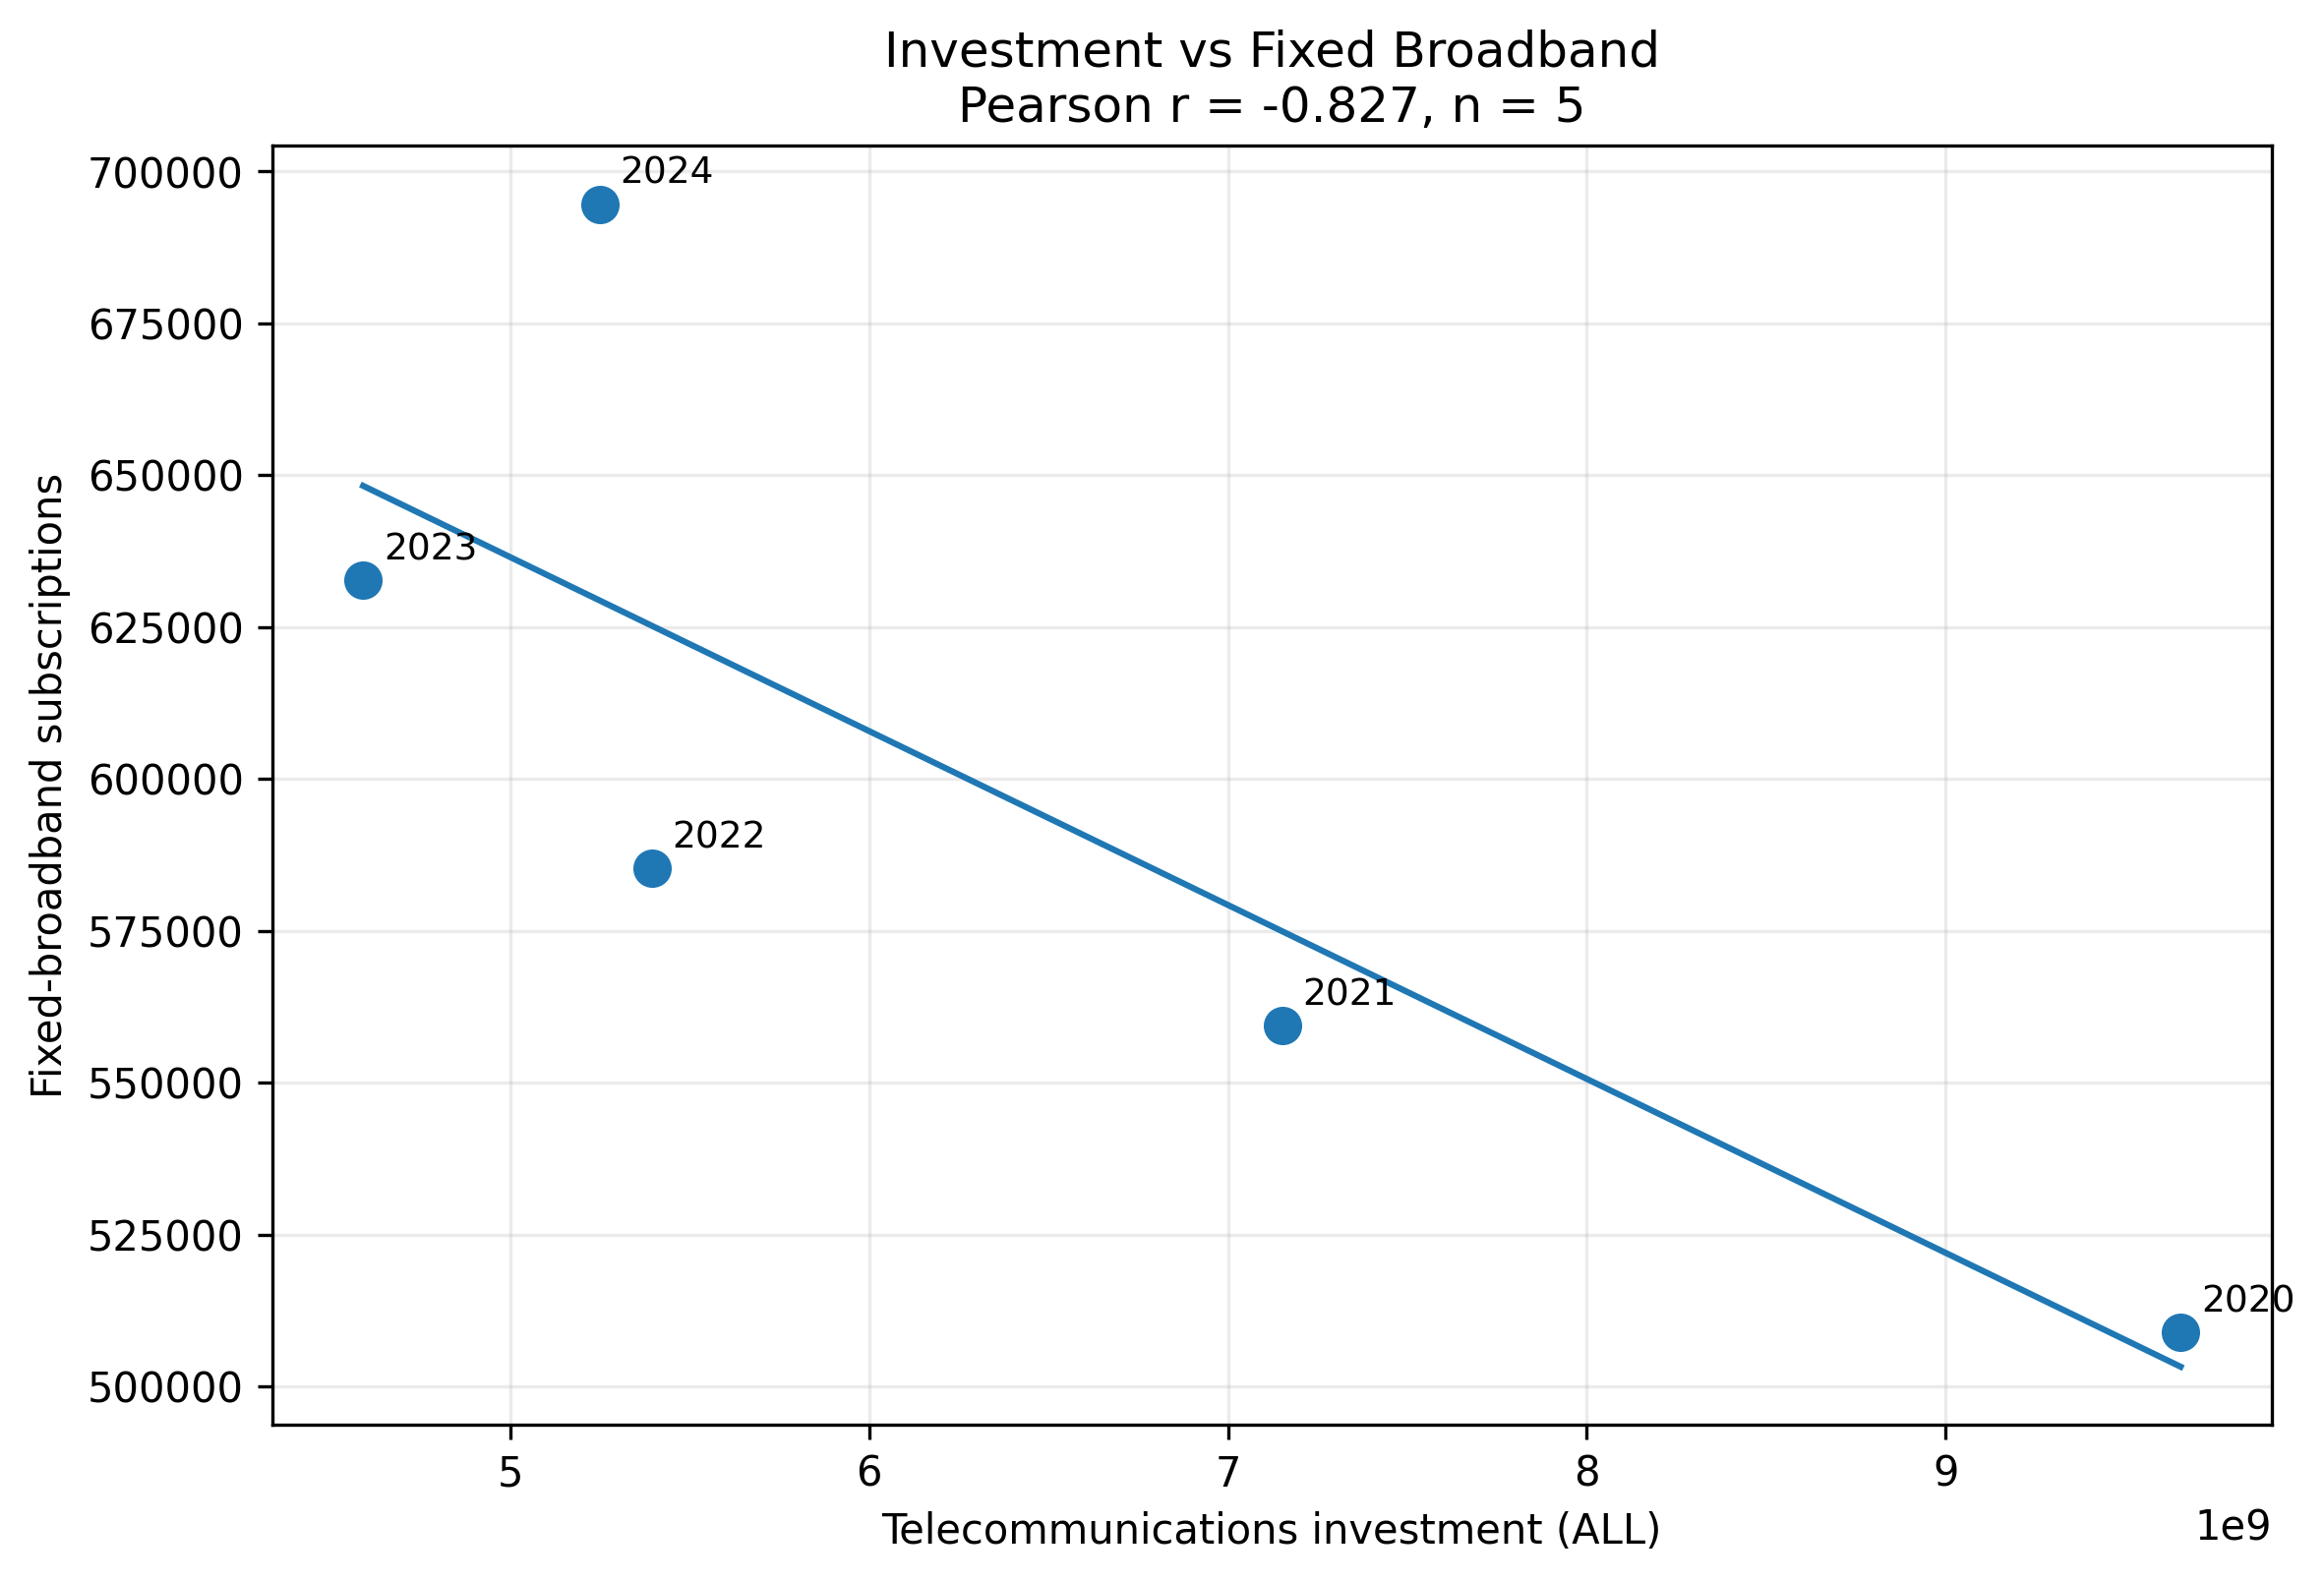 Investment vs Fixed Broadband
Pearson r = -0.827, n = 5
700000
675000
650000
625000
600000
575000
550000
525000
500000
Fixed-broadband subscriptions
2024
2023
2022
2021
2020
5 6 7 8 9
1e9
Telecommunications investment (ALL)